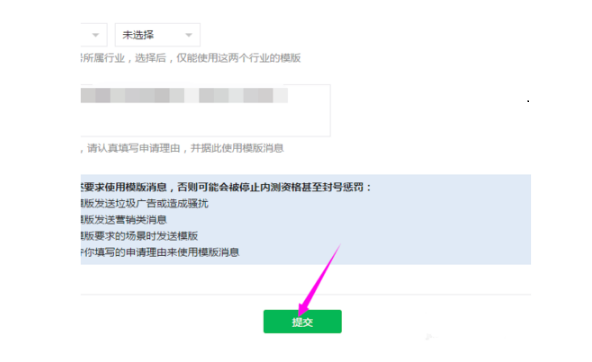 未选择
所属行业，选择后，仅能使用这两个行业的模版
，请认真填写申请理由，并据此使用模版消息
要求使用模版消息，否则可能会被停止内测资格甚至封号惩罚：
版发送垃圾广告或造成骚扰
版发送营销类消息
版要求的场景时发送模版
你填写的申请理由来使用模版消息
提交